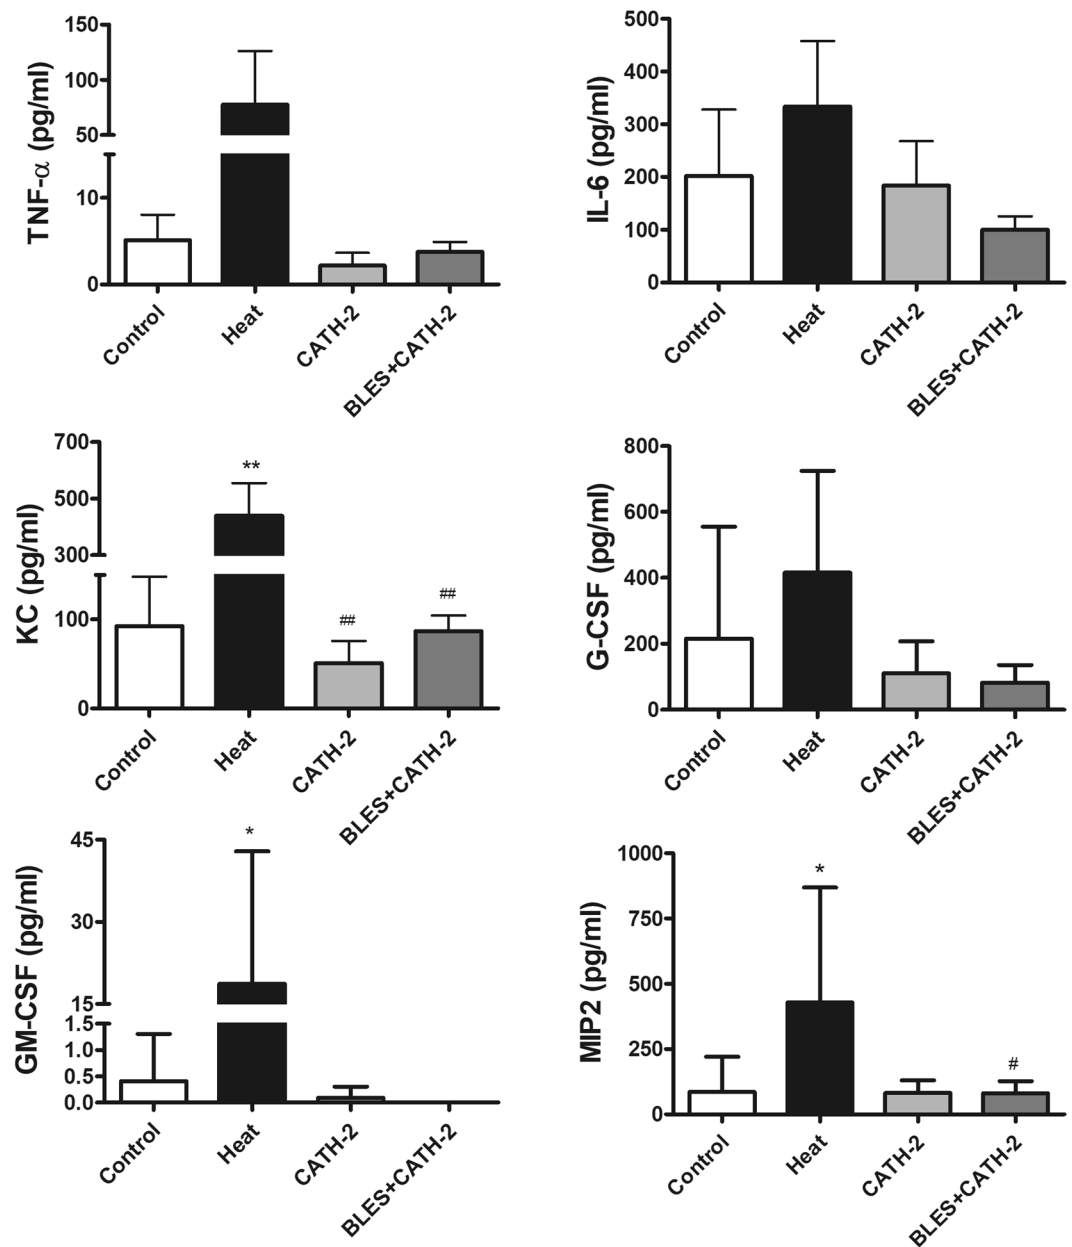 TNF-α (pg/ml)
150
100
50
10
0
Control
Heat
CATH-2
BLES+CATH-2
IL-6 (pg/ml)
500
400
300
200
100
0
Control
Heat
CATH-2
BLES+CATH-2
KC (pg/ml)
700
500
300
100
0
**
##
##
Control
Heat
CATH-2
BLES+CATH-2
G-CSF (pg/ml)
800
600
400
200
0
Control
Heat
CATH-2
BLES+CATH-2
GM-CSF (pg/ml)
45
30
15
1.5
1.0
0.5
0.0
*
Control
Heat
CATH-2
BLES+CATH-2
MIP2 (pg/ml)
1000
750
500
250
0
*
#
Control
Heat
CATH-2
BLES+CATH-2